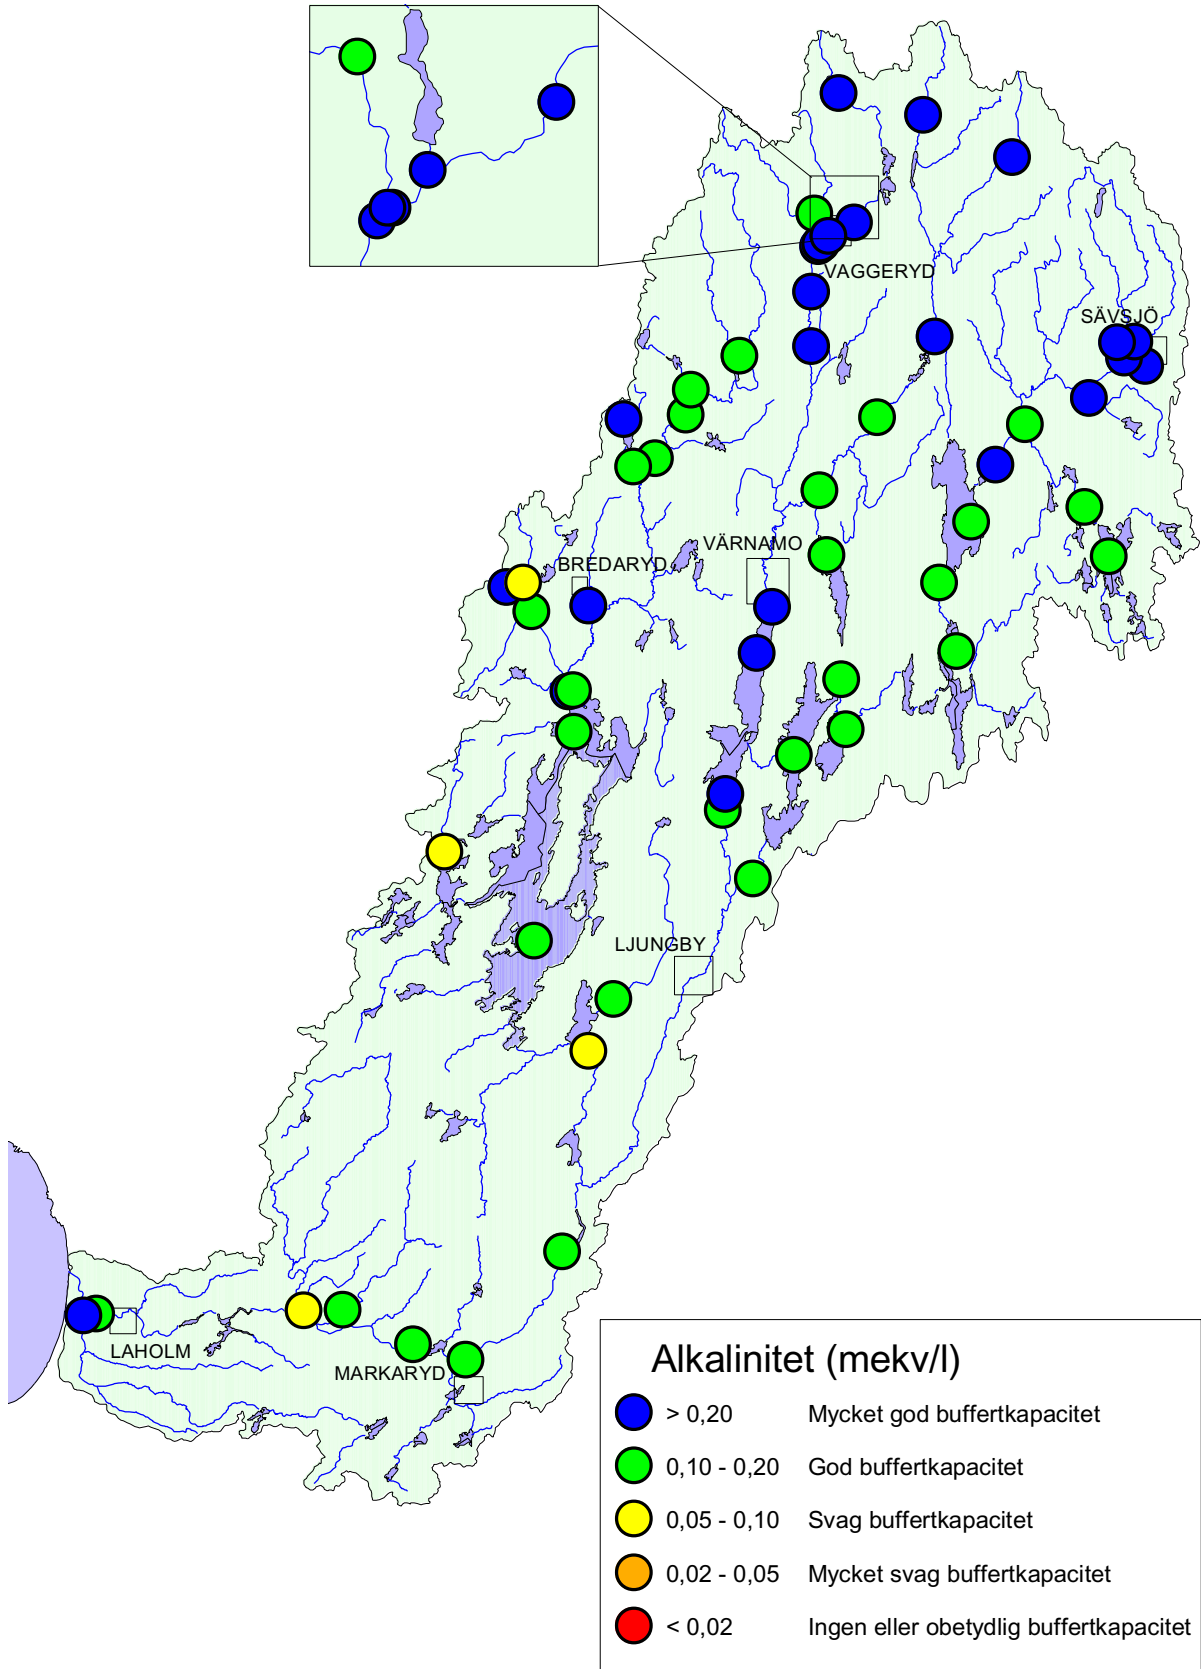 VAGGERYD
SÄVSJÖ
VÄRNAMO
BREDARYD
LJUNGBY
LAHOLM
MARKARYD
Alkalinitet (mekv/l)
> 0,20 Mycket god buffertkapacitet
0,10 - 0,20 God buffertkapacitet
0,05 - 0,10 Svag buffertkapacitet
0,02 - 0,05 Mycket svag buffertkapacitet
< 0,02 Ingen eller obetydlig buffertkapacitet